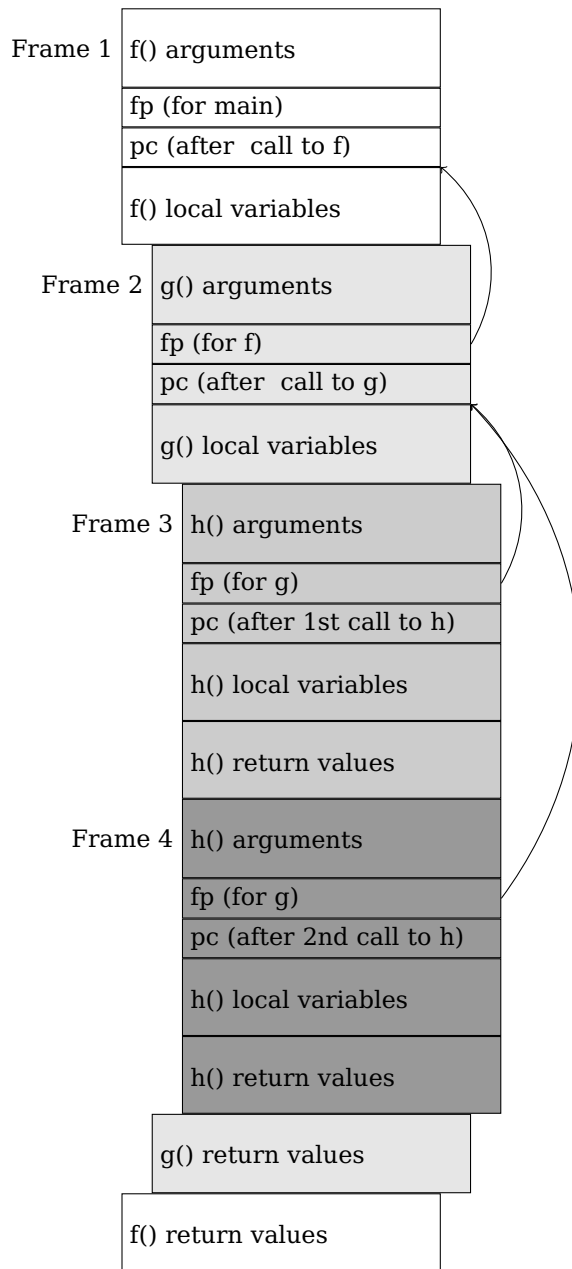 Frame 1
f() arguments
fp (for main)
pc (after  call to f)
f() local variables
Frame 2
g() arguments
fp (for f)
pc (after  call to g)
g() local variables
Frame 3
h() arguments
fp (for g)
pc (after 1st call to h)
h() local variables
h() return values
Frame 4
h() arguments
fp (for g)
pc (after 2nd call to h)
h() local variables
h() return values
g() return values
f() return values